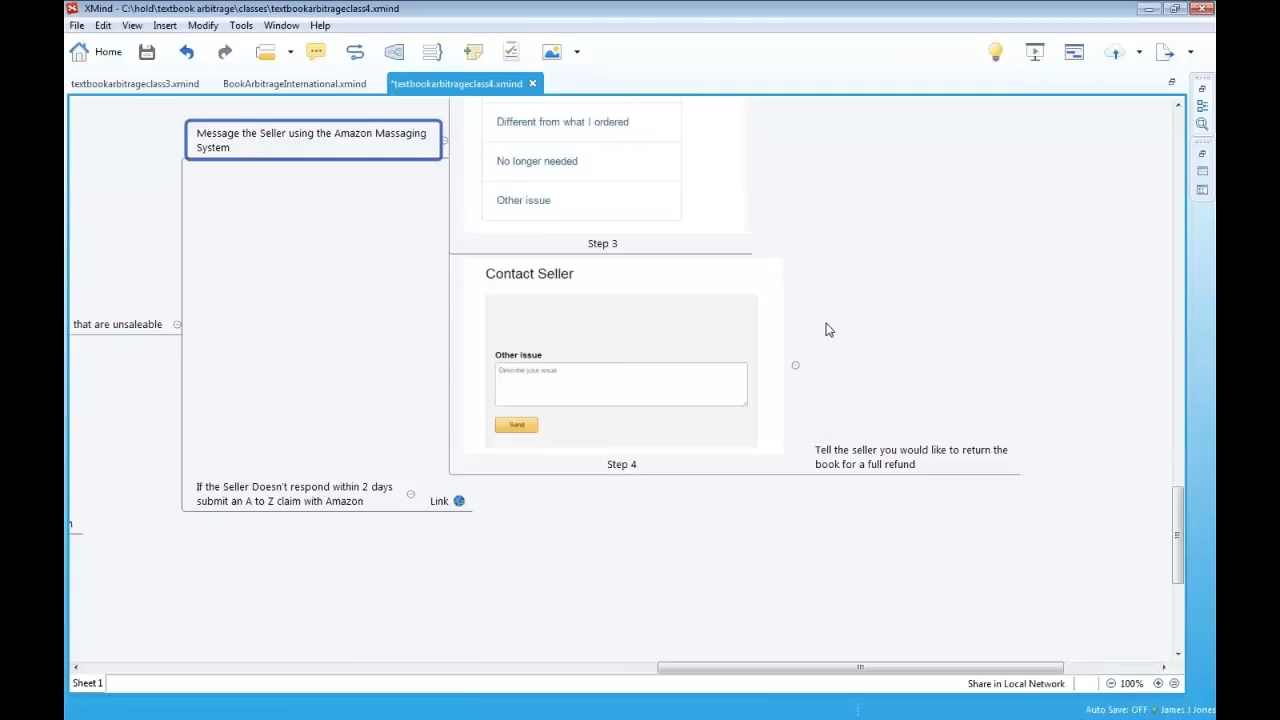 XMind - C:\hold\textbook arbitrage\classes\textbookarbitrageclass4.xmind
File Edit View Insert Modify Tools Window Help
Home
textbookarbitrageclass3.xmind BookArbitrageInternational.xmind *textbookarbitrageclass4.xmind
Message the Seller using the Amazon Massaging
System
Different from what I ordered
No longer needed
Other issue
Step 3
Contact Seller
that are unsaleable
Other issue
Describe your issue
Send
Tell the seller you would like to return the
book for a full refund
Step 4
If the Seller Doesn't respond within 2 days
submit an A to Z claim with Amazon
Link
n
Sheet 1
Share in Local Network
100%
Auto Save: OFF
James J Jones